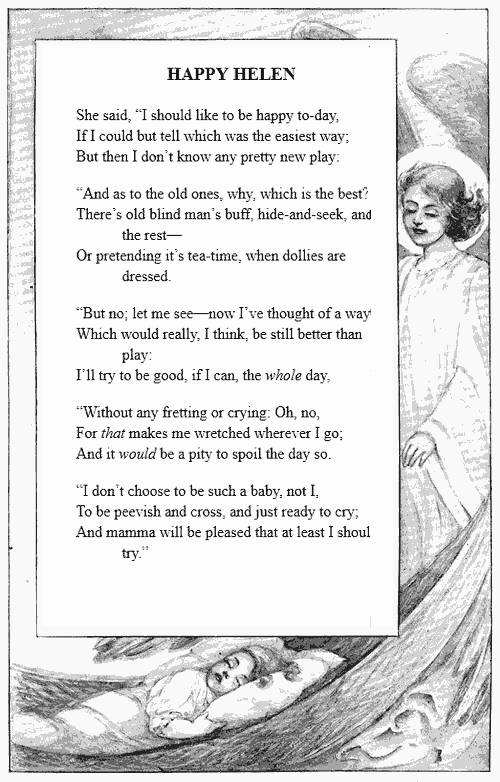 HAPPY HELEN
She said, “I should like to be happy to-day,
If I could but tell which was the easiest way;
But then I don’t know any pretty new play:
“And as to the old ones, why, which is the best?
There’s old blind man’s buff, hide-and-seek, and
the rest—
Or pretending it’s tea-time, when dollies are
dressed.
“But no; let me see—now I’ve thought of a way
Which would really, I think, be still better than
play:
I’ll try to be good, if I can, the whole day,
“Without any fretting or crying: Oh, no,
For that makes me wretched wherever I go;
And it would be a pity to spoil the day so.
“I don’t choose to be such a baby, not I,
To be peevish and cross, and just ready to cry;
And mamma will be pleased that at least I shoul
try.”